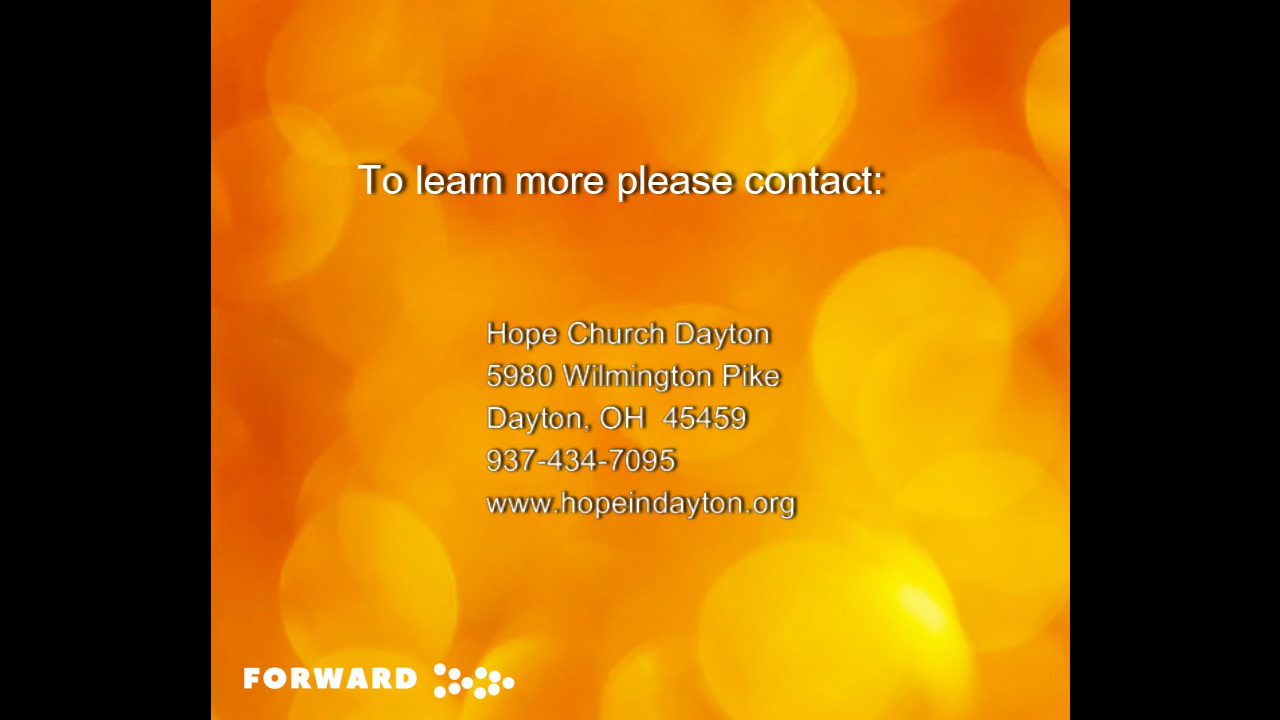 To learn more please contact:
Hope Church Dayton
5980 Wilmington Pike
Dayton, OH  45459
937-434-7095
www.hopeindayton.org
FORWARD